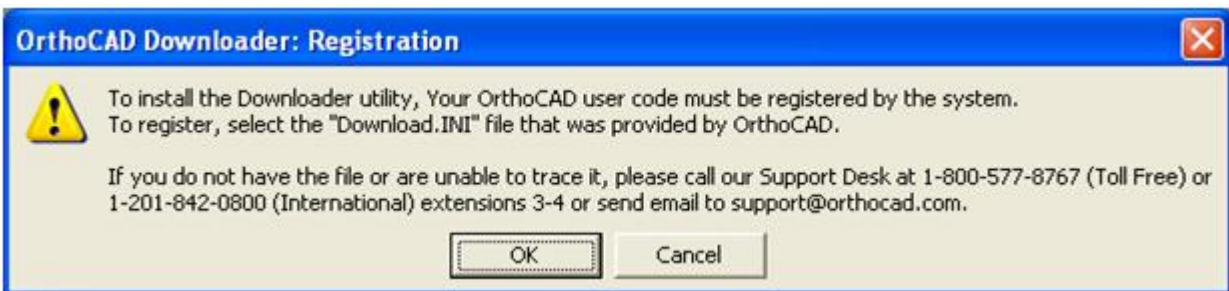 OrthoCAD Downloader: Registration
To install the Downloader utility, Your OrthoCAD user code must be registered by the system.
To register, select the "Download.INI" file that was provided by OrthoCAD.
If you do not have the file or are unable to trace it, please call our Support Desk at 1-800-577-8767 (Toll Free) or
1-201-842-0800 (International) extensions 3-4 or send email to support@orthocad.com.
OK Cancel